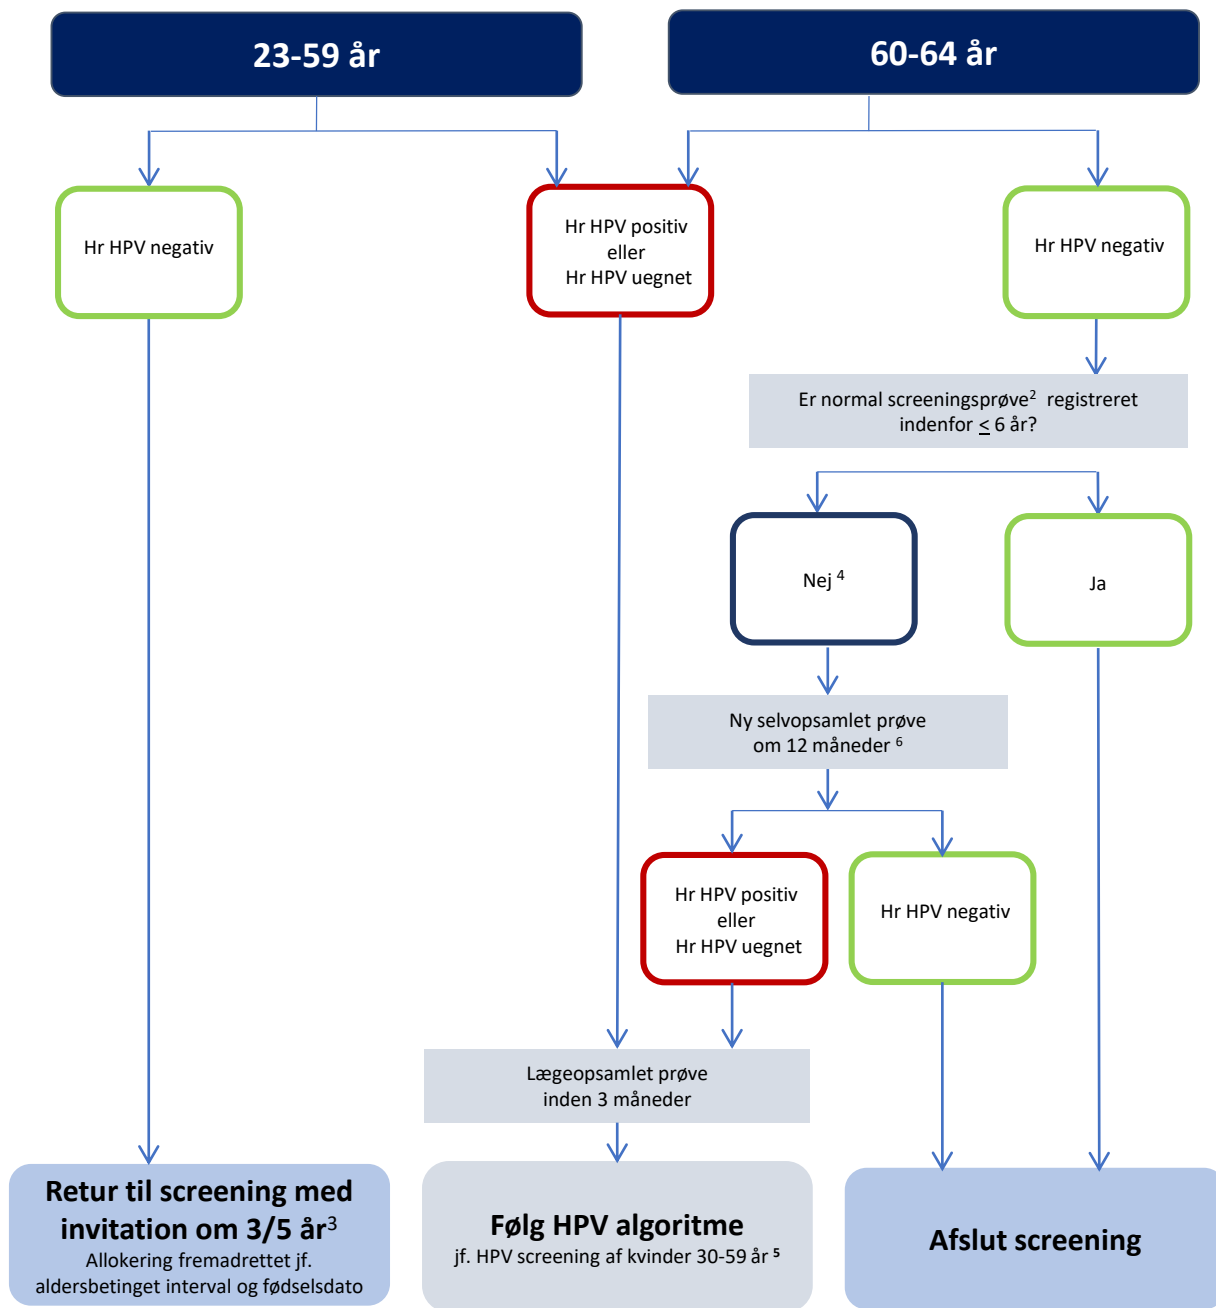 23-59 år
60-64 år
Hr HPV negativ
Hr HPV positiv
eller
Hr HPV uegnet
Hr HPV negativ
Er normal screeningsprøve² registreret
indenfor ≤ 6 år?
Nej ⁴
Ja
Ny selvopsamlet prøve
om 12 måneder ⁶
Hr HPV positiv
eller
Hr HPV uegnet
Hr HPV negativ
Lægeopsamlet prøve
inden 3 måneder
Retur til screening med
invitation om 3/5 år³
Allokering fremadrettet jf.
aldersbetinget interval og fødselsdato
Følg HPV algoritme
jf. HPV screening af kvinder 30-59 år ⁵
Afslut screening